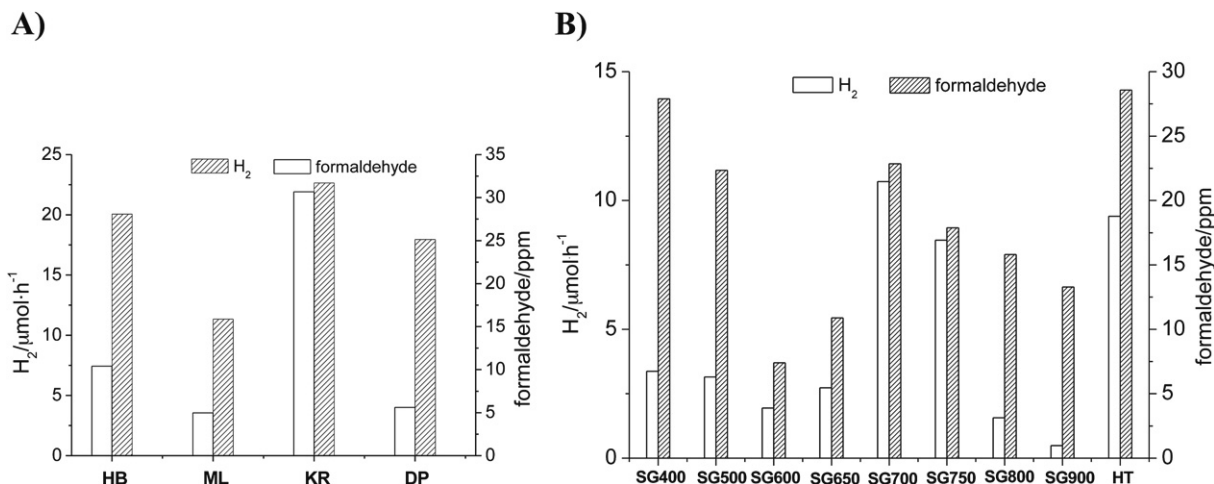 A)
H₂ formaldehyde
25
20
15
10
5
0
H₂/μmol·h⁻¹
35
30
25
20
15
10
5
0
formaldehyde/ppm
HB ML KR DP
B)
H₂ formaldehyde
15
10
5
0
H₂/μmol·h⁻¹
30
25
20
15
10
5
0
formaldehyde/ppm
SG400 SG500 SG600 SG650 SG700 SG750 SG800 SG900 HT